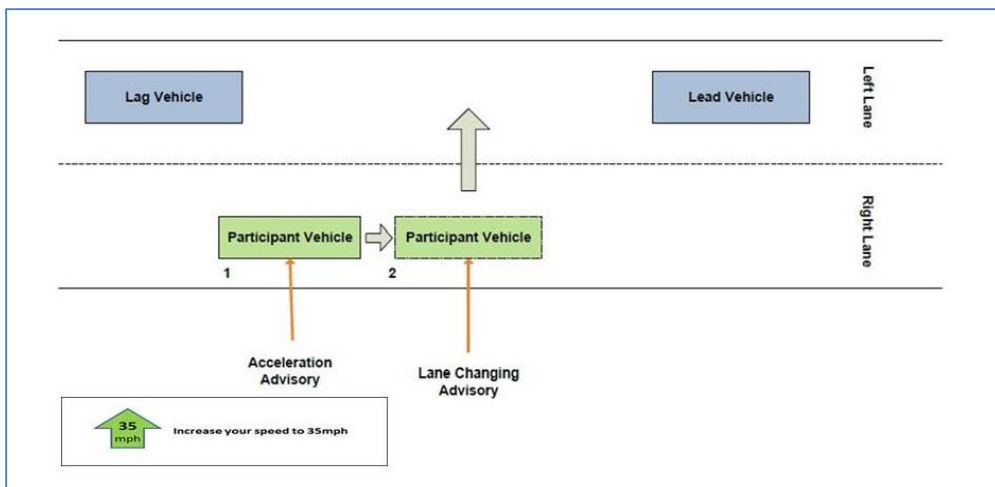 Lag Vehicle
Lead Vehicle
Left Lane
Participant Vehicle
Participant Vehicle
Right Lane
1
2
Acceleration
Advisory
Lane Changing
Advisory
35
mph
Increase your speed to 35mph